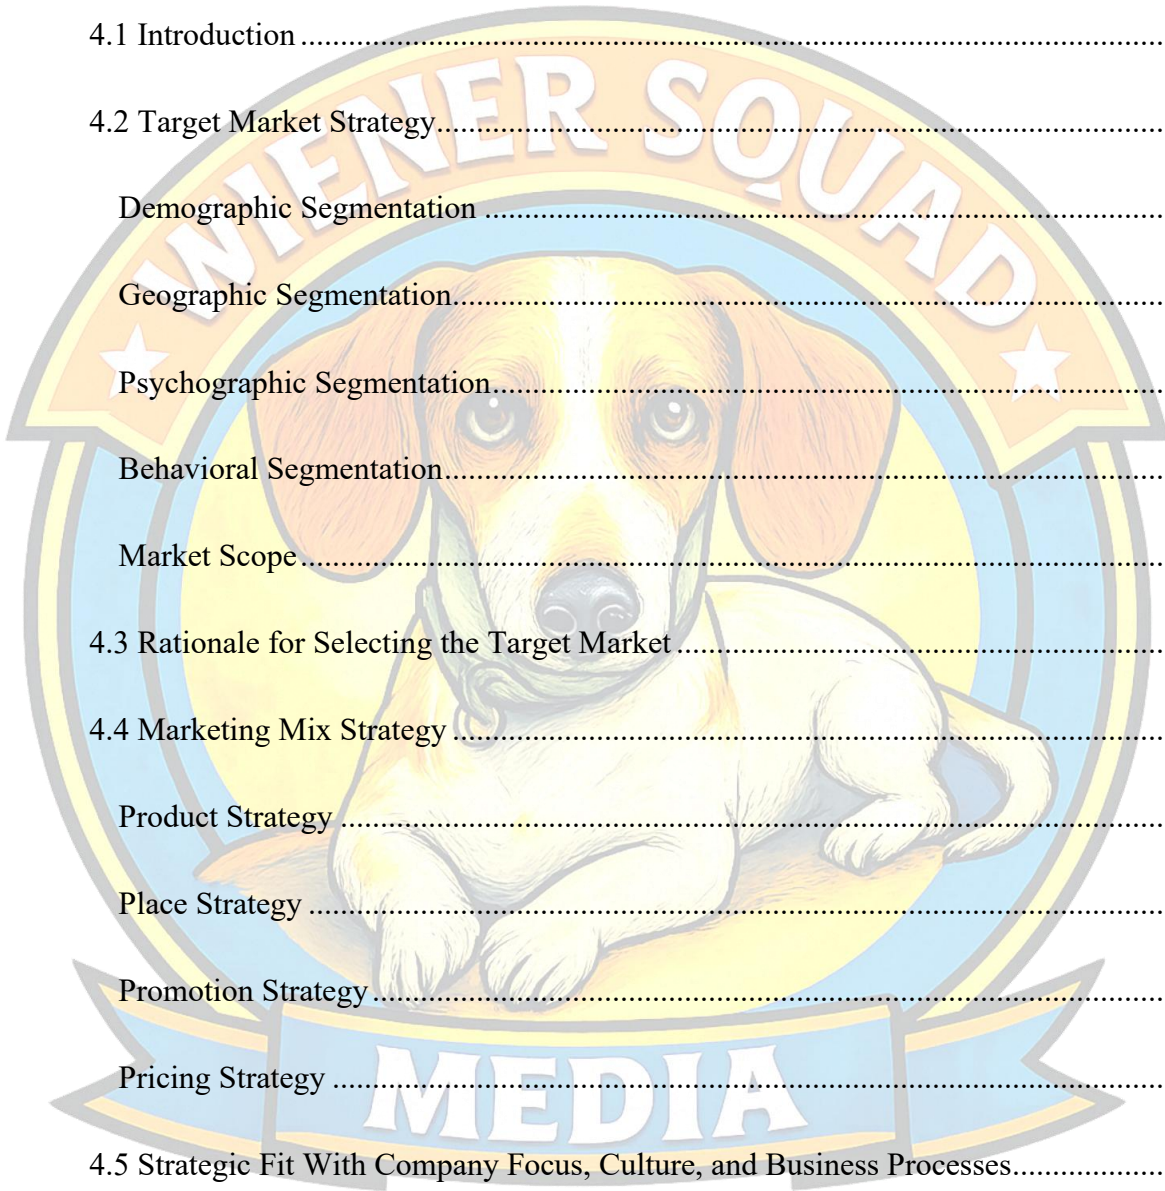 4.1 Introduction ............................................................................................................
WIENER SQUAD
4.2 Target Market Strategy...........................................................................................
Demographic Segmentation .....................................................................................
Geographic Segmentation.........................................................................................
Psychographic Segmentation....................................................................................
Behavioral Segmentation..........................................................................................
Market Scope............................................................................................................
4.3 Rationale for Selecting the Target Market .............................................................
4.4 Marketing Mix Strategy .........................................................................................
Product Strategy .......................................................................................................
Place Strategy ...........................................................................................................
Promotion Strategy ...................................................................................................
Pricing Strategy ........................................................................................................
MEDIA
4.5 Strategic Fit With Company Focus, Culture, and Business Processes...................